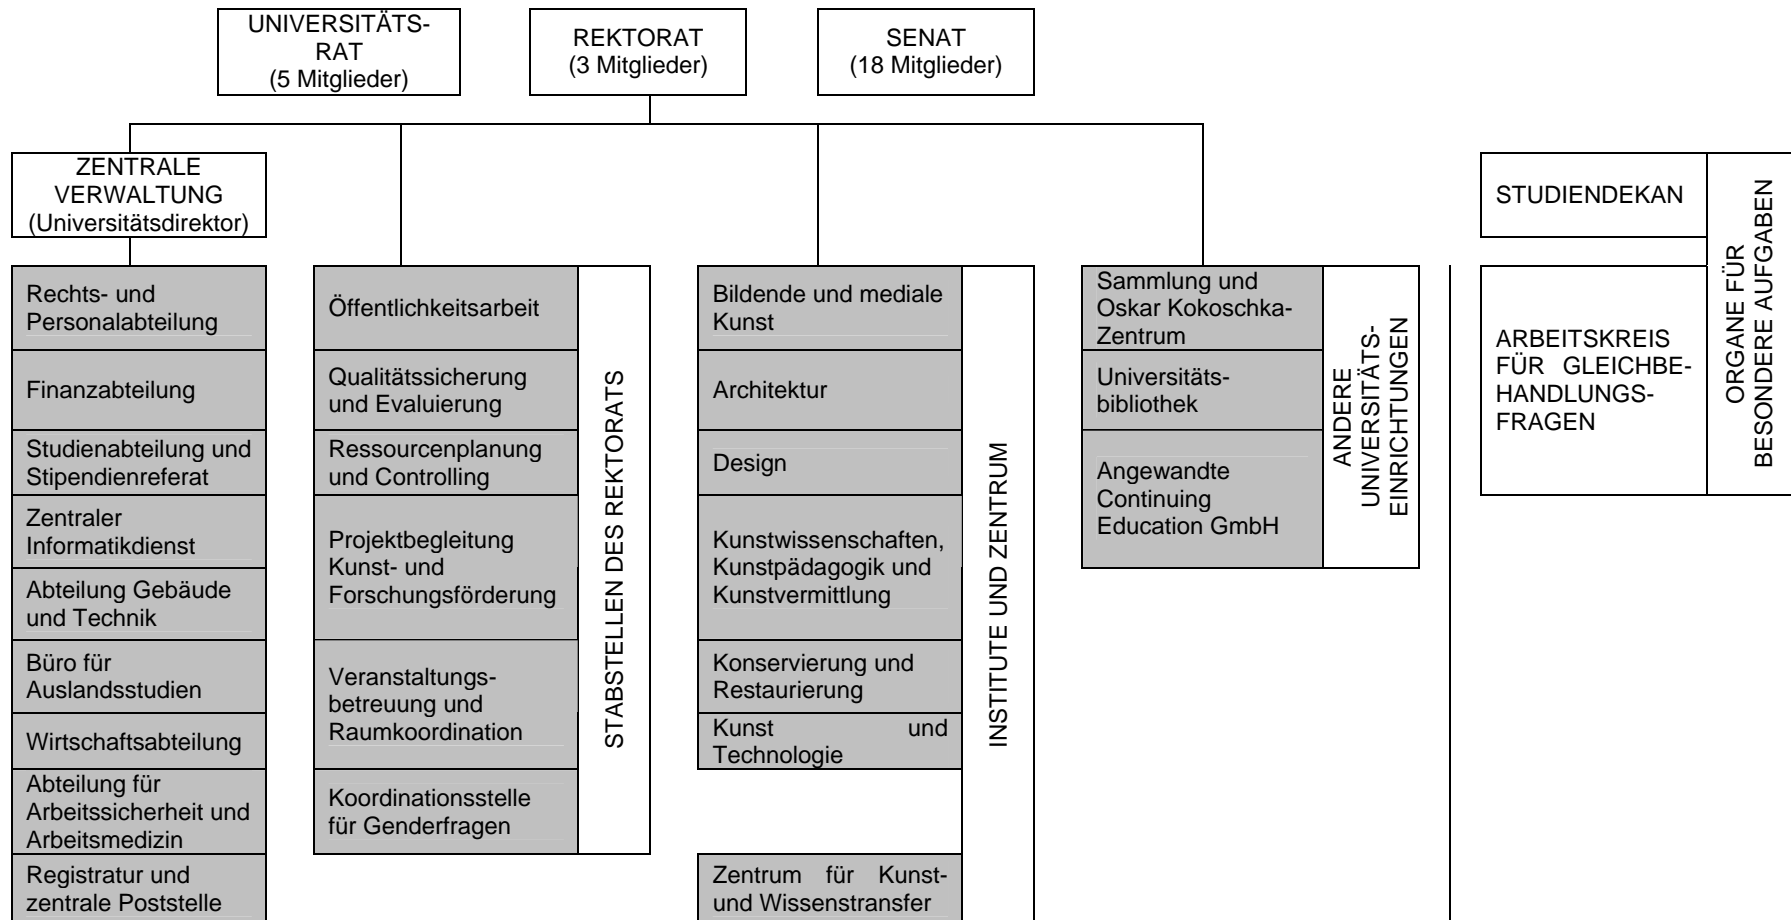 UNIVERSITÄTS-
RAT
(5 Mitglieder)
REKTORAT
(3 Mitglieder)
SENAT
(18 Mitglieder)
ZENTRALE
VERWALTUNG
(Universitätsdirektor)
Rechts- und
Personalabteilung
Finanzabteilung
Studienabteilung und
Stipendienreferat
Zentraler
Informatikdienst
Abteilung Gebäude
und Technik
Büro für
Auslandsstudien
Wirtschaftsabteilung
Abteilung für
Arbeitssicherheit und
Arbeitsmedizin
Registratur und
zentrale Poststelle
Öffentlichkeitsarbeit
Qualitätssicherung
und Evaluierung
Ressourcenplanung
und Controlling
Projektbegleitung
Kunst- und
Forschungsförderung
Veranstaltungs-
betreuung und
Raumkoordination
Koordinationsstelle
für Genderfragen
STABSTELLEN DES REKTORATS
Bildende und mediale
Kunst
Architektur
Design
Kunstwissenschaften,
Kunstpädagogik und
Kunstvermittlung
Konservierung und
Restaurierung
Kunst und
Technologie
Zentrum für Kunst-
und Wissenstransfer
INSTITUTE UND ZENTRUM
Sammlung und
Oskar Kokoschka-
Zentrum
Universitäts-
bibliothek
Angewandte
Continuing
Education GmbH
ANDERE
UNIVERSITÄTS-
EINRICHTUNGEN
STUDIENDEKAN
ARBEITSKREIS
FÜR GLEICHBE-
HANDLUNGS-
FRAGEN
ORGANE FÜR
BESONDERE AUFGABEN